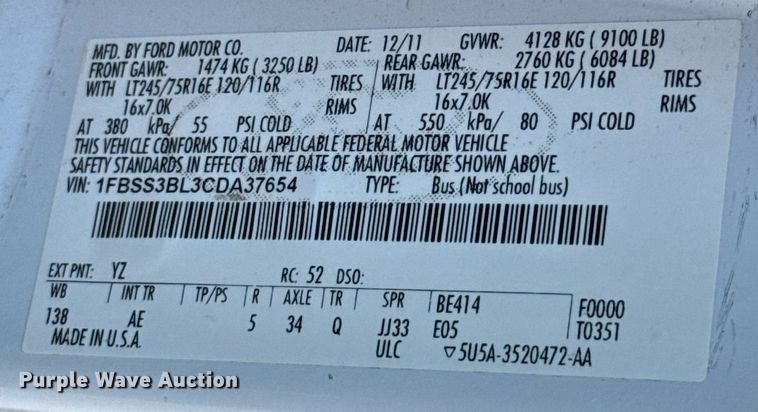 MFD. BY FORD MOTOR CO. DATE: 12/11 GVWR: 4128 KG ( 9100 LB)
FRONT GAWR: 1474 KG ( 3250 LB) REAR GAWR: 2760 KG ( 6084 LB)
WITH LT245/75R16E 120/116R TIRES WITH LT245/75R16E 120/116R TIRES
16x7.0K RIMS 16x7.0K RIMS
AT 380 kPa/ 55 PSI COLD AT 550 kPa/ 80 PSI COLD
THIS VEHICLE CONFORMS TO ALL APPLICABLE FEDERAL MOTOR VEHICLE
SAFETY STANDARDS IN EFFECT ON THE DATE OF MANUFACTURE SHOWN ABOVE.
VIN: 1FBSS3BL3CDA37654 TYPE: Bus (Not school bus)
EXT PNT: YZ RC: 52 DSO:
WB INT TR TP/PS R AXLE TR SPR BE414 F0000
138 AE 5 34 Q JJ33 E05 T0351
MADE IN U.S.A. ULC ▽5U5A-3520472-AA
Purple Wave Auction